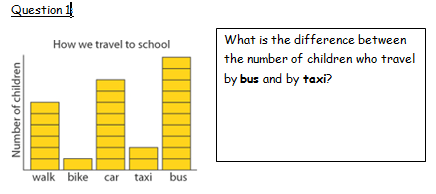 Question 1
How we travel to school
Number of children
walk bike car taxi bus
What is the difference between
the number of children who travel
by bus and by taxi?